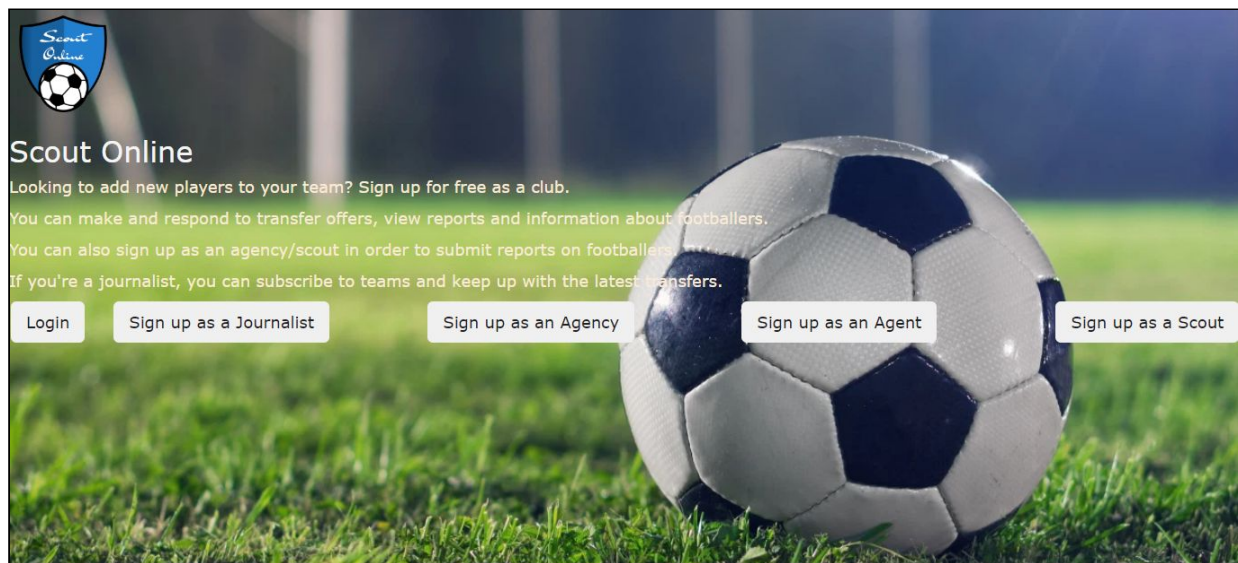 Scout
Online
Scout Online
Looking to add new players to your team? Sign up for free as a club.
You can make and respond to transfer offers, view reports and information about footballers.
You can also sign up as an agency/scout in order to submit reports on footballers.
If you're a journalist, you can subscribe to teams and keep up with the latest transfers.
Login Sign up as a Journalist Sign up as an Agency Sign up as an Agent Sign up as a Scout